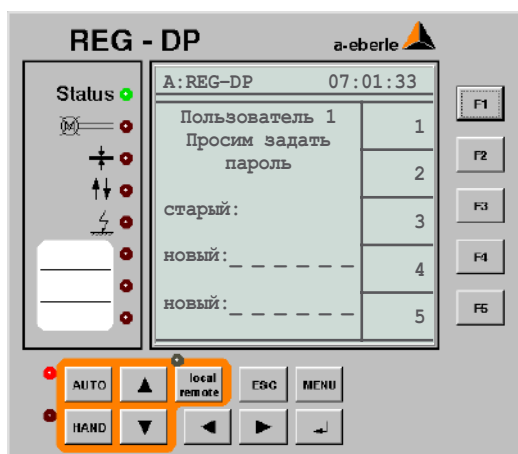 REG - DP
a-eberle
Status
A:REG-DP 07:01:33
Пользователь 1
Просим задать
пароль
старый:
новый:_ _ _ _ _ _
новый:_ _ _ _ _ _
1
2
3
4
5
F1
F2
F3
F4
F5
M
AUTO
local
remote
ESC
MENU
HAND